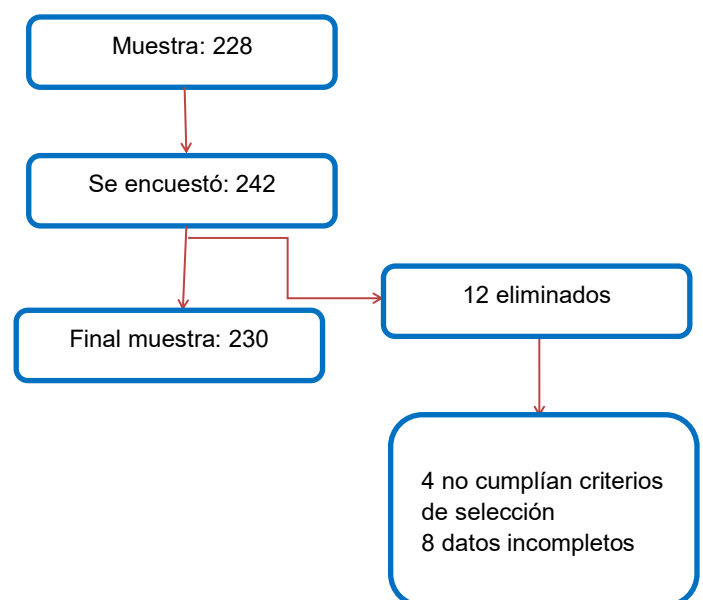 Muestra: 228
Se encuestó: 242
12 eliminados
Final muestra: 230
4 no cumplían criterios
de selección
8 datos incompletos